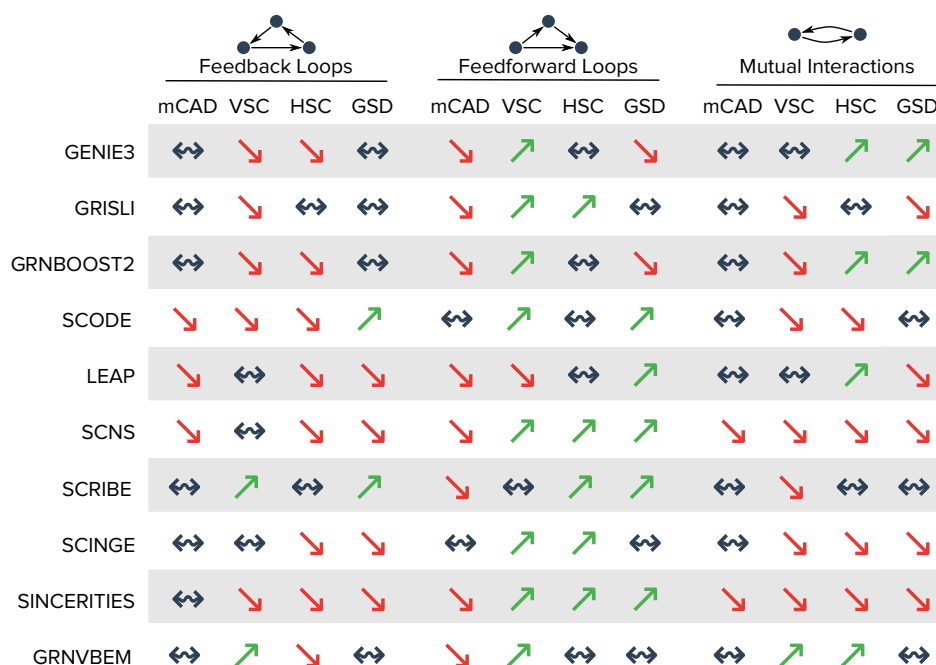 Feedback Loops Feedforward Loops Mutual Interactions
mCAD VSC HSC GSD mCAD VSC HSC GSD mCAD VSC HSC GSD
GENIE3
GRISLI
GRNBOOST2
SCODE
LEAP
SCNS
SCRIBE
SCINGE
SINCERITIES
GRNVBEM